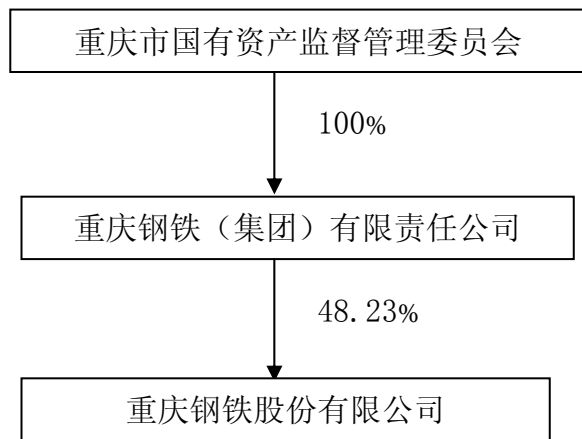 重庆市国有资产监督管理委员会
100%
重庆钢铁（集团）有限责任公司
48.23%
重庆钢铁股份有限公司